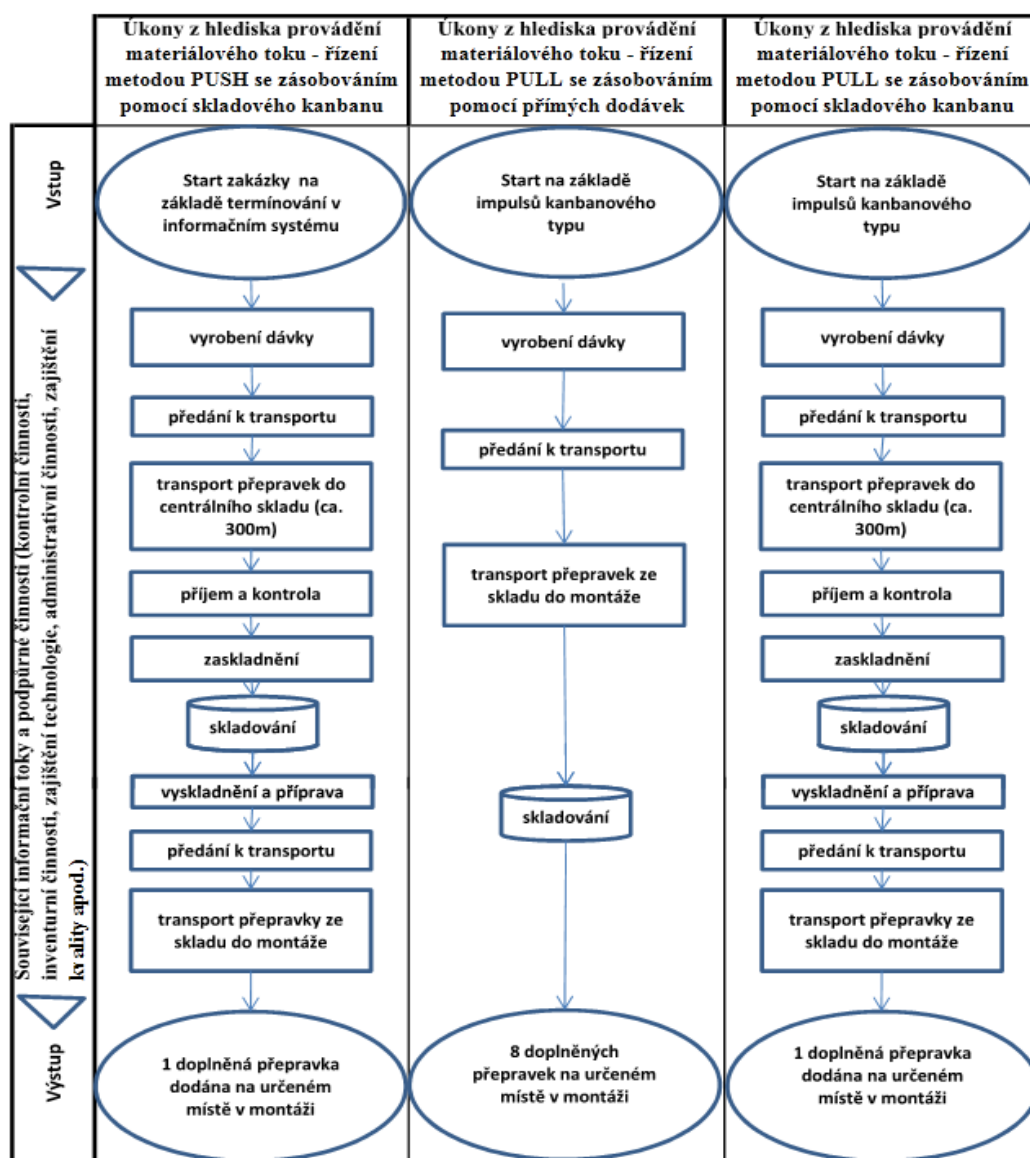 Úkony z hlediska provádění
materiálového toku - řízení
metodou PUSH se zásobováním
pomocí skladového kanbanu
Úkony z hlediska provádění
materiálového toku - řízení
metodou PULL se zásobováním
pomocí přímých dodávek
Úkony z hlediska provádění
materiálového toku - řízení
metodou PULL se zásobováním
pomocí skladového kanbanu
Vstup
Související informační toky a podpůrné činnosti (kontrolní činnosti,
inventurní činnosti, zajištění technologie, administrativní činnosti, zajištění
kvality apod.)
Výstup
Start zakázky na
základě termínování v
informačním systému
vyrobení dávky
předání k transportu
transport přepravek do
centrálního skladu (ca.
300m)
příjem a kontrola
zaskladnění
skladování
vyskladnění a příprava
předání k transportu
transport přepravky ze
skladu do montáže
1 doplněná přepravka
dodána na určeném
místě v montáži
Start na základě
impulsů kanbanového
typu
vyrobení dávky
předání k transportu
transport přepravek ze
skladu do montáže
skladování
8 doplněných
přepravek na určeném
místě v montáži
Start na základě
impulsů kanbanového
typu
vyrobení dávky
předání k transportu
transport přepravek do
centrálního skladu (ca.
300m)
příjem a kontrola
zaskladnění
skladování
vyskladnění a příprava
předání k transportu
transport přepravky ze
skladu do montáže
1 doplněná přepravka
dodána na určeném
místě v montáži